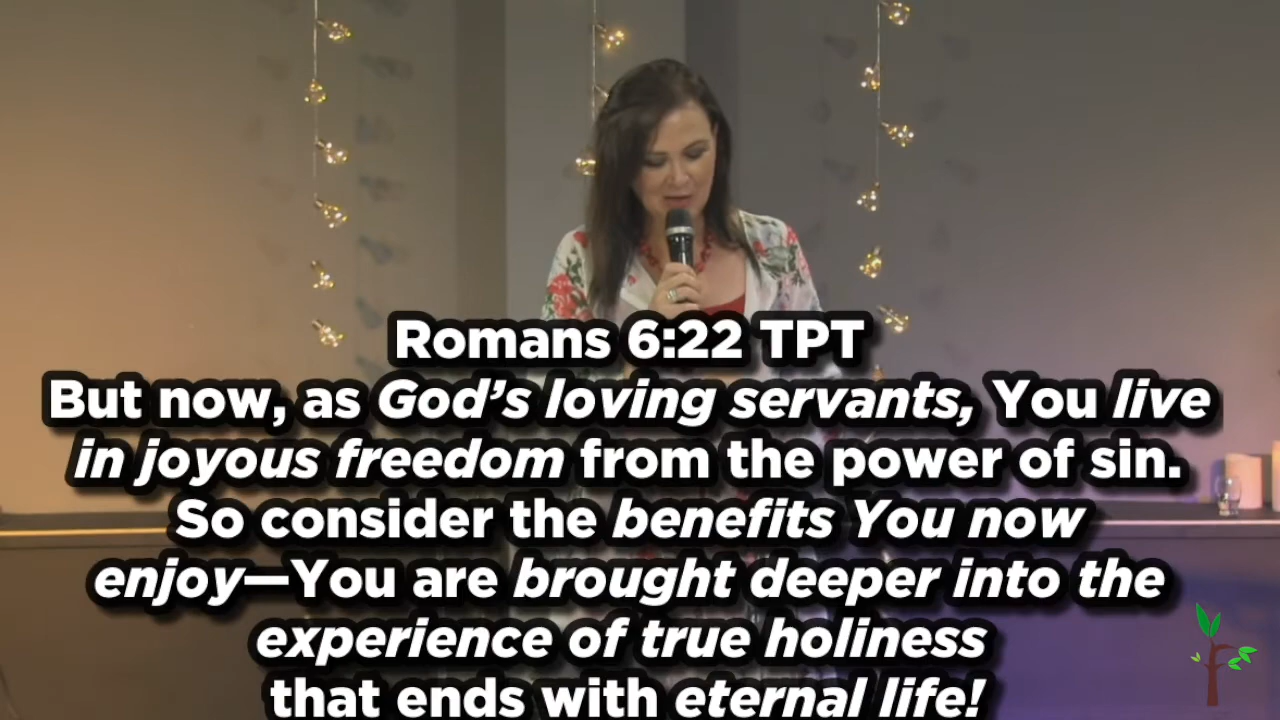 Romans 6:22 TPT
But now, as God’s loving servants, You live
in joyous freedom from the power of sin.
So consider the benefits You now
enjoy—You are brought deeper into the
experience of true holiness
that ends with eternal life!